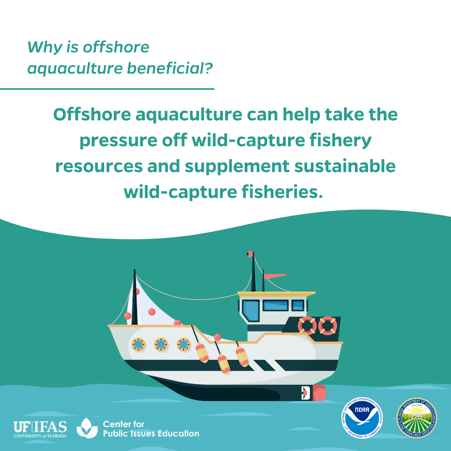 Why is offshore
aquaculture beneficial?
Offshore aquaculture can help take the
pressure off wild-capture fishery
resources and supplement sustainable
wild-capture fisheries.
UF|IFAS
UNIVERSITY of FLORIDA
Center for
Public Issues Education
NOAA